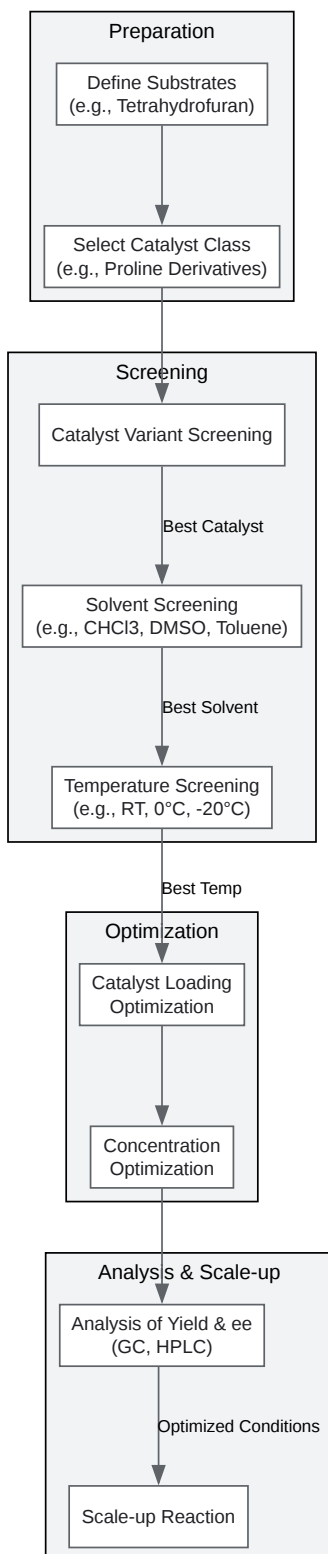 Preparation
Define Substrates
(e.g., Tetrahydrofuran)
Select Catalyst Class
(e.g., Proline Derivatives)
Screening
Catalyst Variant Screening
Best Catalyst
Solvent Screening
(e.g., CHCl3, DMSO, Toluene)
Best Solvent
Temperature Screening
(e.g., RT, 0°C, -20°C)
Best Temp
Optimization
Catalyst Loading
Optimization
Concentration
Optimization
Analysis & Scale-up
Analysis of Yield & ee
(GC, HPLC)
Optimized Conditions
Scale-up Reaction